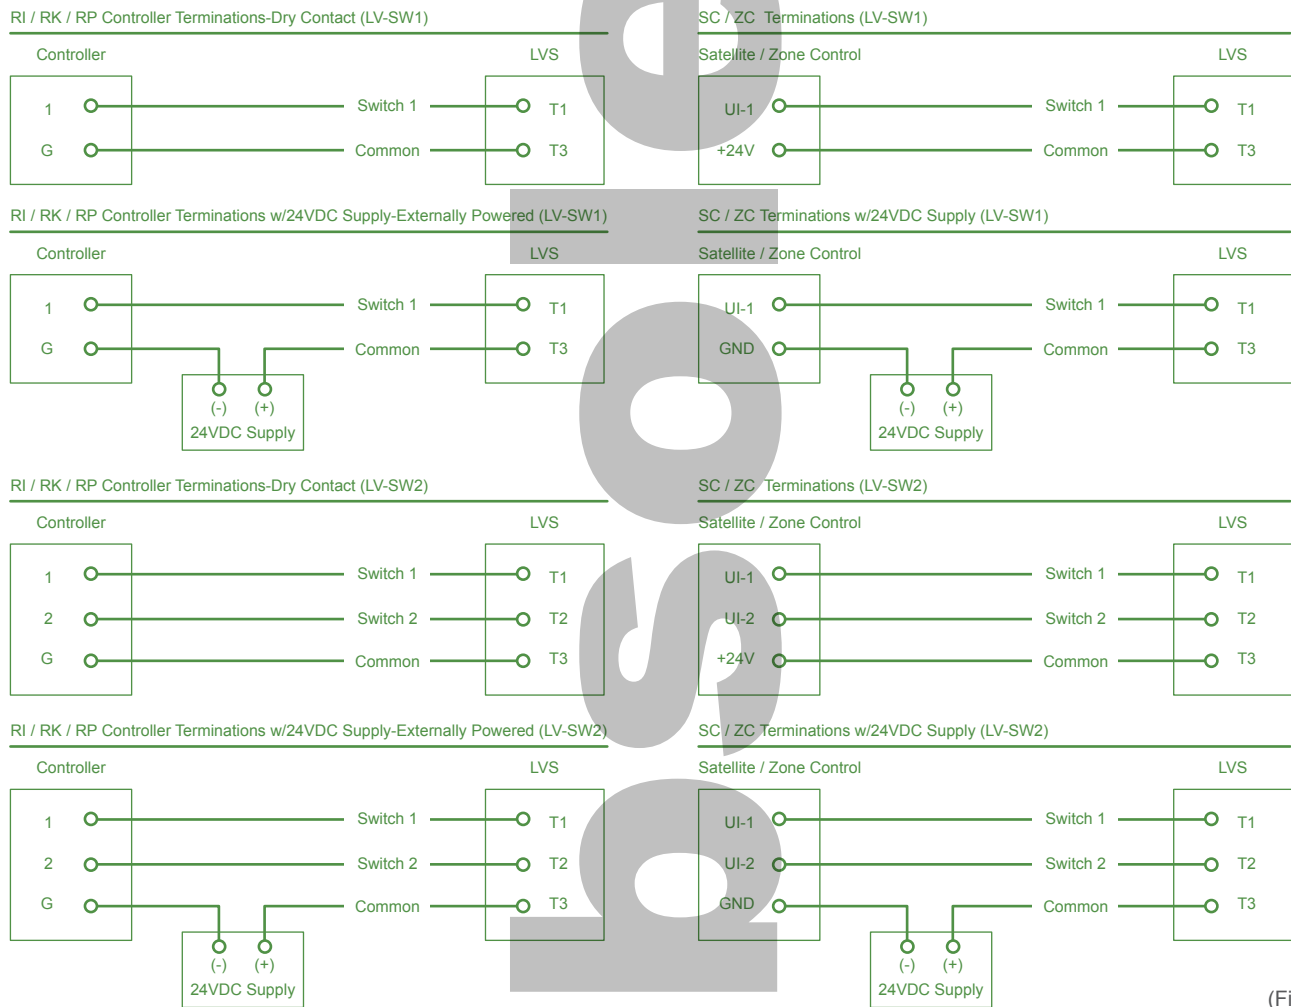 RI / RK / RP Controller Terminations-Dry Contact (LV-SW1)
Controller
LVS
1
Switch 1
T1
G
Common
T3
SC / ZC Terminations (LV-SW1)
Satellite / Zone Control
LVS
UI-1
Switch 1
T1
+24V
Common
T3
RI / RK / RP Controller Terminations w/24VDC Supply-Externally Powered (LV-SW1)
Controller
LVS
1
Switch 1
T1
G
Common
T3
(-)
(+)
24VDC Supply
SC / ZC Terminations w/24VDC Supply (LV-SW1)
Satellite / Zone Control
LVS
UI-1
Switch 1
T1
GND
Common
T3
(-)
(+)
24VDC Supply
RI / RK / RP Controller Terminations-Dry Contact (LV-SW2)
Controller
LVS
1
Switch 1
T1
2
Switch 2
T2
G
Common
T3
SC / ZC Terminations (LV-SW2)
Satellite / Zone Control
LVS
UI-1
Switch 1
T1
UI-2
Switch 2
T2
+24V
Common
T3
RI / RK / RP Controller Terminations w/24VDC Supply-Externally Powered (LV-SW2)
Controller
LVS
1
Switch 1
T1
2
Switch 2
T2
G
Common
T3
(-)
(+)
24VDC Supply
SC / ZC Terminations w/24VDC Supply (LV-SW2)
Satellite / Zone Control
LVS
UI-1
Switch 1
T1
UI-2
Switch 2
T2
GND
Common
T3
(-)
(+)
24VDC Supply
(Fi
bsole